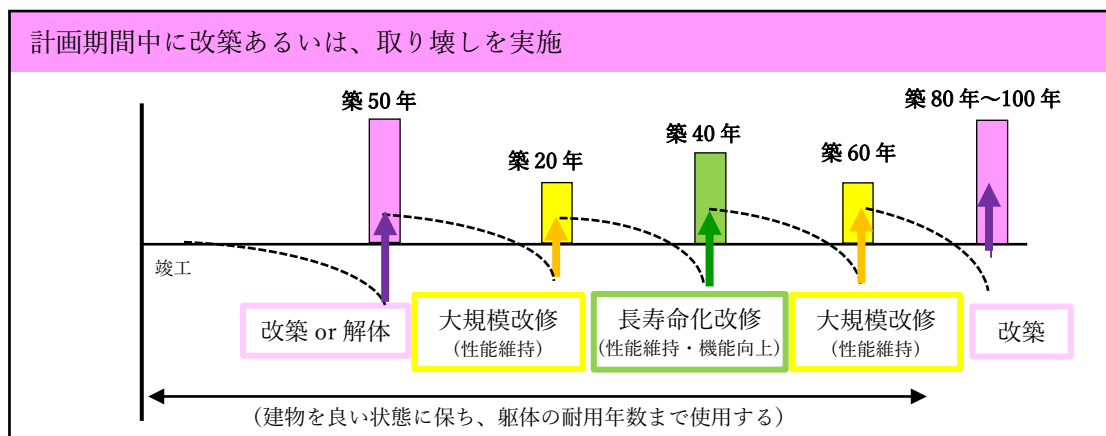 計画期間中に改築あるいは、取り壊しを実施
築50年
築20年
築40年
築60年
築80年～100年
竣工
改築 or 解体
大規模改修
（性能維持）
長寿命化改修
（性能維持・機能向上）
大規模改修
（性能維持）
改築
（建物を良い状態に保ち、躯体の耐用年数まで使用する）